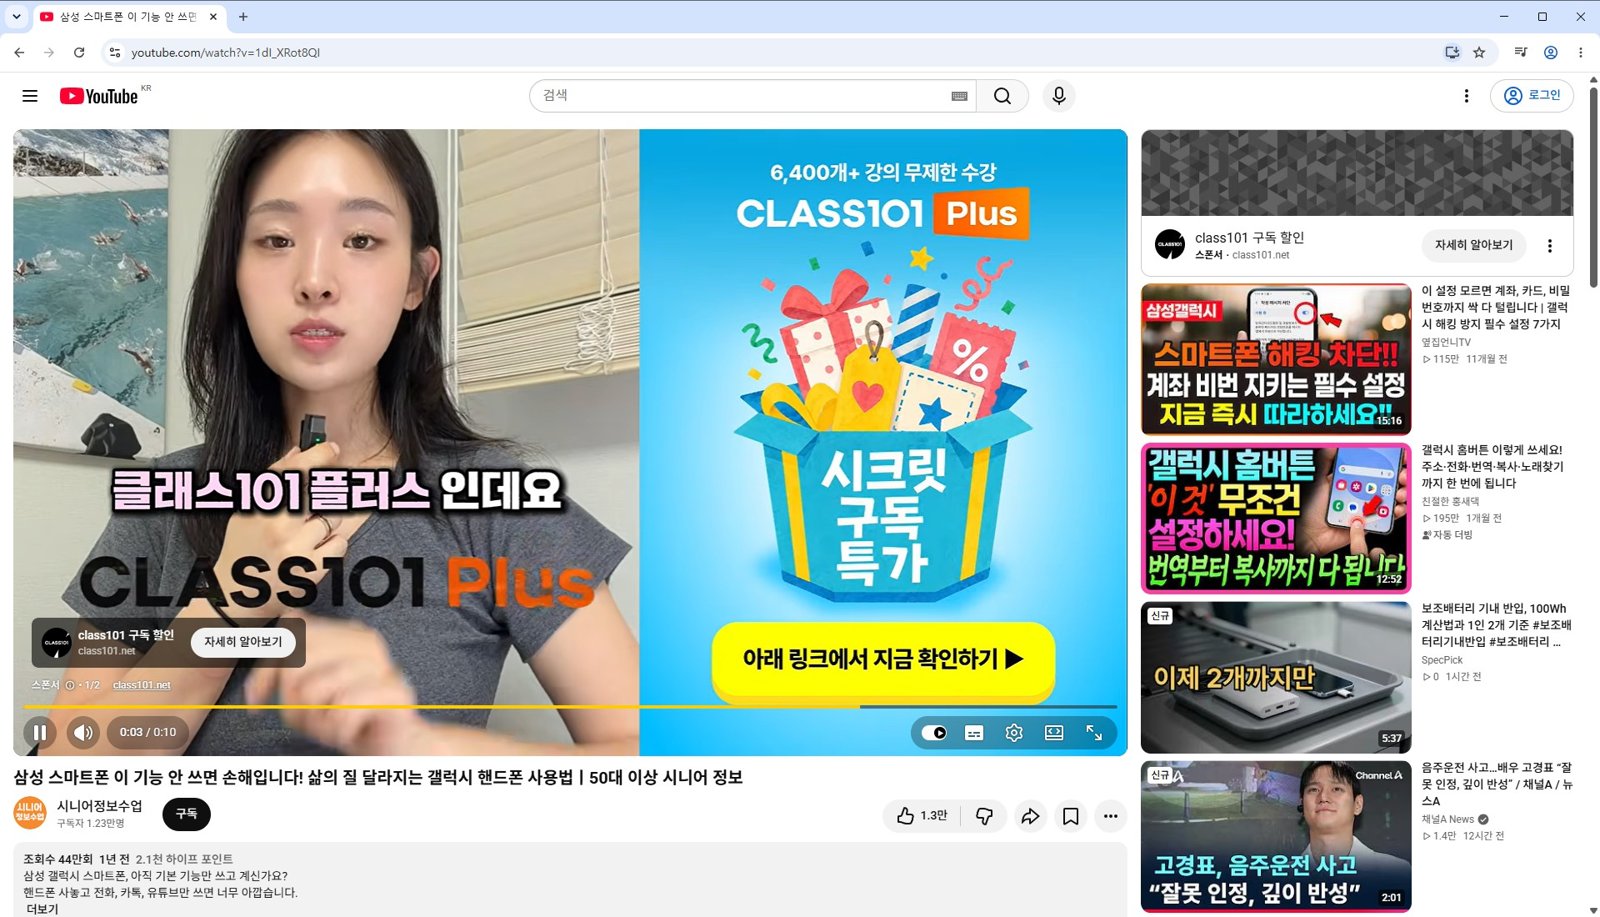 삼성 스마트폰 이 기능 안 쓰면
youtube.com/watch?v=1dI_XRot8QI
YouTube KR
검색
로그인
6,400개+ 강의 무제한 수강
CLASS101 Plus
%
시크릿
구독
특가
아래 링크에서 지금 확인하기 ▶
클래스101 플러스 인데요
CLASS101 Plus
CLASS101
class101 구독 할인
class101.net
자세히 알아보기
스폰서 · 1/2 class101.net
0:03 / 0:10
삼성 스마트폰 이 기능 안 쓰면 손해입니다! 삶의 질 달라지는 갤럭시 핸드폰 사용법 | 50대 이상 시니어 정보
시니어
정보수업
시니어정보수업
구독자 1.23만명
구독
1.3만
조회수 44만회 1년 전 2.1천 하이프 포인트
삼성 갤럭시 스마트폰, 아직 기본 기능만 쓰고 계신가요?
핸드폰 사놓고 전화, 카톡, 유튜브만 쓰면 너무 아깝습니다.
더보기
CLASS101
class101 구독 할인
스폰서 · class101.net
자세히 알아보기
삼성갤럭시
스마트폰 해킹 차단!!
계좌 비번 지키는 필수 설정
지금 즉시 따라하세요!!
15:16
이 설정 모르면 계좌, 카드, 비밀
번호까지 싹 다 털립니다 | 갤럭
시 해킹 방지 필수 설정 7가지
옆집언니TV
115만 11개월 전
갤럭시 홈버튼
'이 것' 무조건
설정하세요!
번역부터 복사까지 다 됩니다
12:52
갤럭시 홈버튼 이렇게 쓰세요!
주소·전화·번역·복사·노래찾기
까지 한 번에 됩니다
친절한 홍새댁
195만 1개월 전
자동 더빙
신규
이제 2개까지만
5:37
보조배터리 기내 반입, 100Wh
계산법과 1인 2개 기준 #보조배
터리기내반입 #보조배터리 ...
SpecPick
0 1시간 전
신규
Channel A
고경표, 음주운전 사고
“잘못 인정, 깊이 반성”
2:01
음주운전 사고…배우 고경표 “잘
못 인정, 깊이 반성” / 채널A / 뉴
스A
채널A News
1.4만 12시간 전